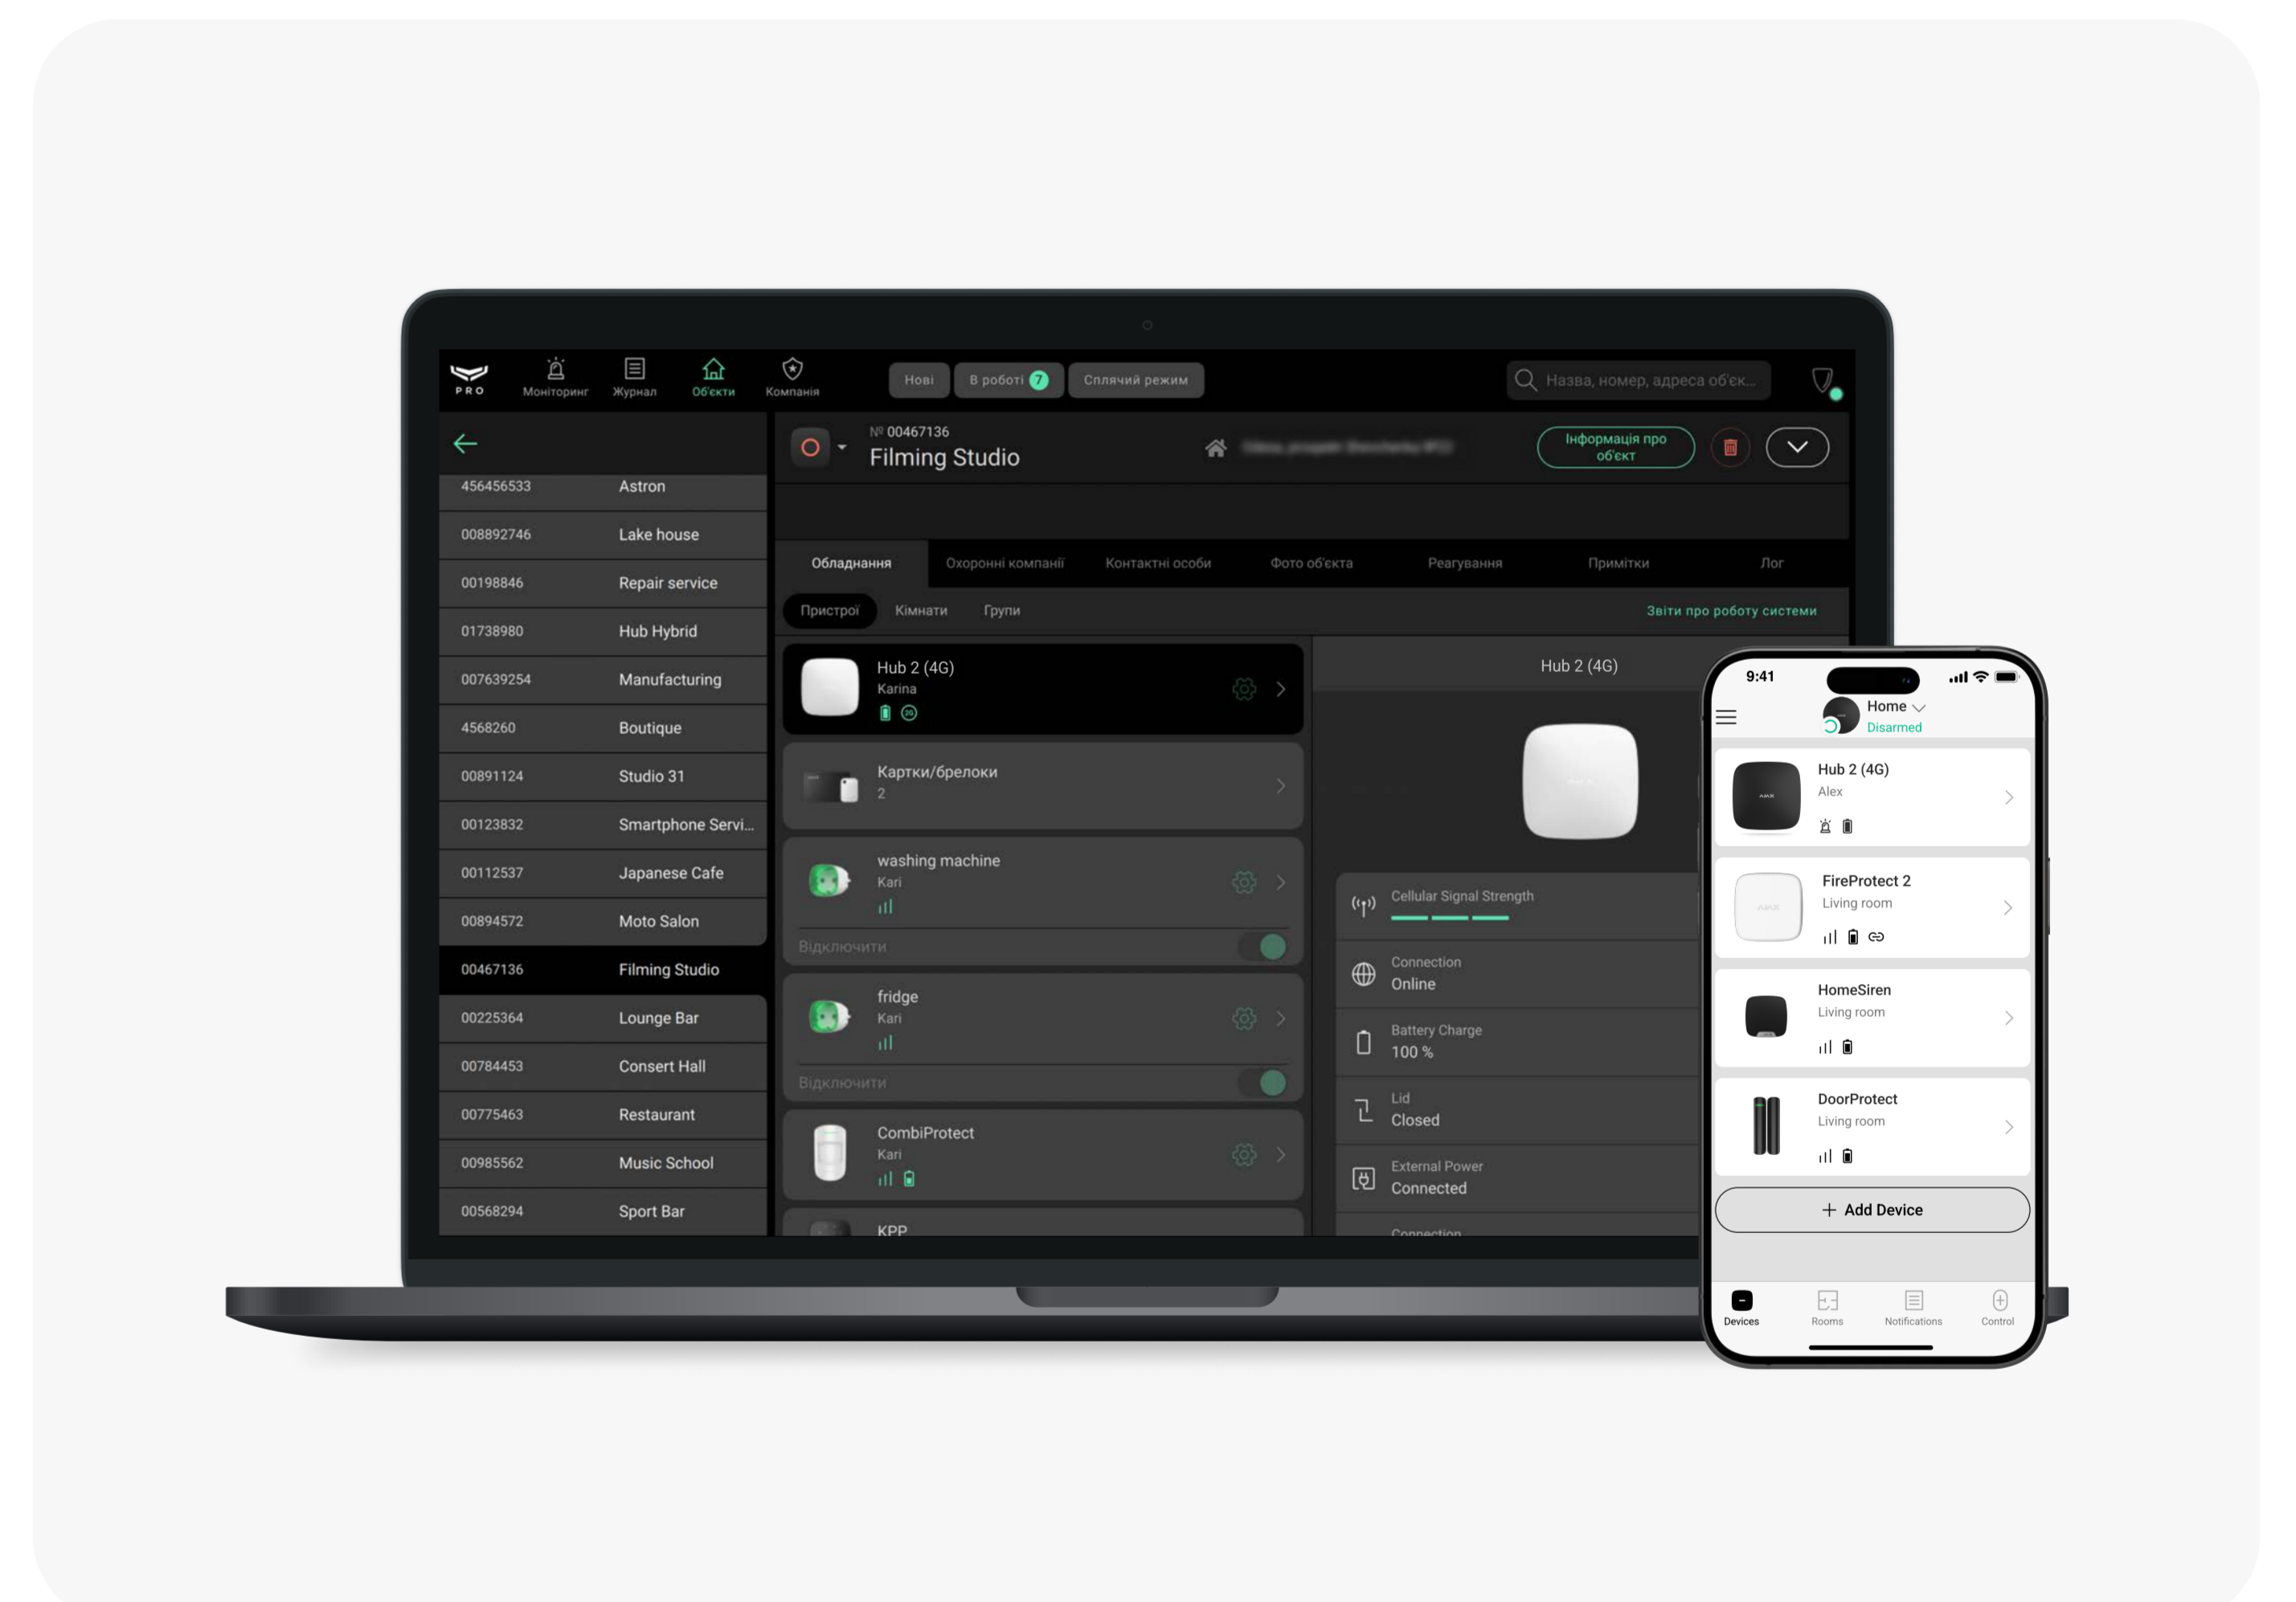 PRO
Моніторинг
Журнал
Об'єкти
Компанія
Нові
В роботі 7
Сплячий режим
Назва, номер, адреса об'єк...
456456533 Astron
008892746 Lake house
00198846 Repair service
01738980 Hub Hybrid
007639254 Manufacturing
4568260 Boutique
00891124 Studio 31
00123832 Smartphone Servi...
00112537 Japanese Cafe
00894572 Moto Salon
00467136 Filming Studio
00225364 Lounge Bar
00784453 Consert Hall
00775463 Restaurant
00985562 Music School
00568294 Sport Bar
№ 00467136
Filming Studio
Інформація про
об'єкт
Обладнання
Охоронні компанії
Контактні особи
Фото об'єкта
Реагування
Примітки
Лог
Пристрої
Кімнати
Групи
Звіти про роботу системи
Hub 2 (4G)
Karina
2G
Картки/брелоки
2
washing machine
Kari
Відключити
fridge
Kari
Відключити
CombiProtect
Kari
KPP
Hub 2 (4G)
Cellular Signal Strength
Connection
Online
Battery Charge
100 %
Lid
Closed
External Power
Connected
Connection
9:41
Home
Disarmed
Hub 2 (4G)
Alex
AJAX
FireProtect 2
Living room
AJAX
HomeSiren
Living room
DoorProtect
Living room
+ Add Device
Devices
Rooms
Notifications
Control